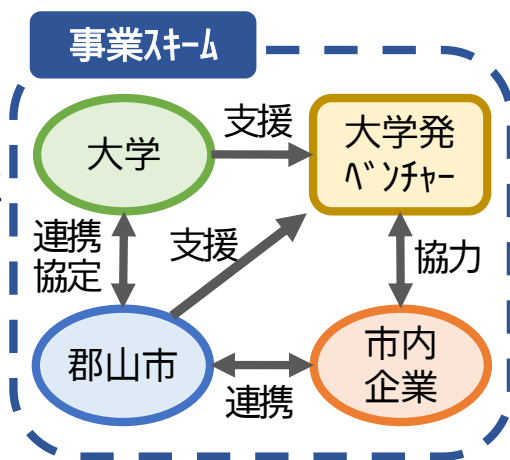 事業ｽｷｰﾑ
大学
支援
大学発
ﾍﾞﾝﾁｬｰ
連携
協定
支援
協力
郡山市
連携
市内
企業